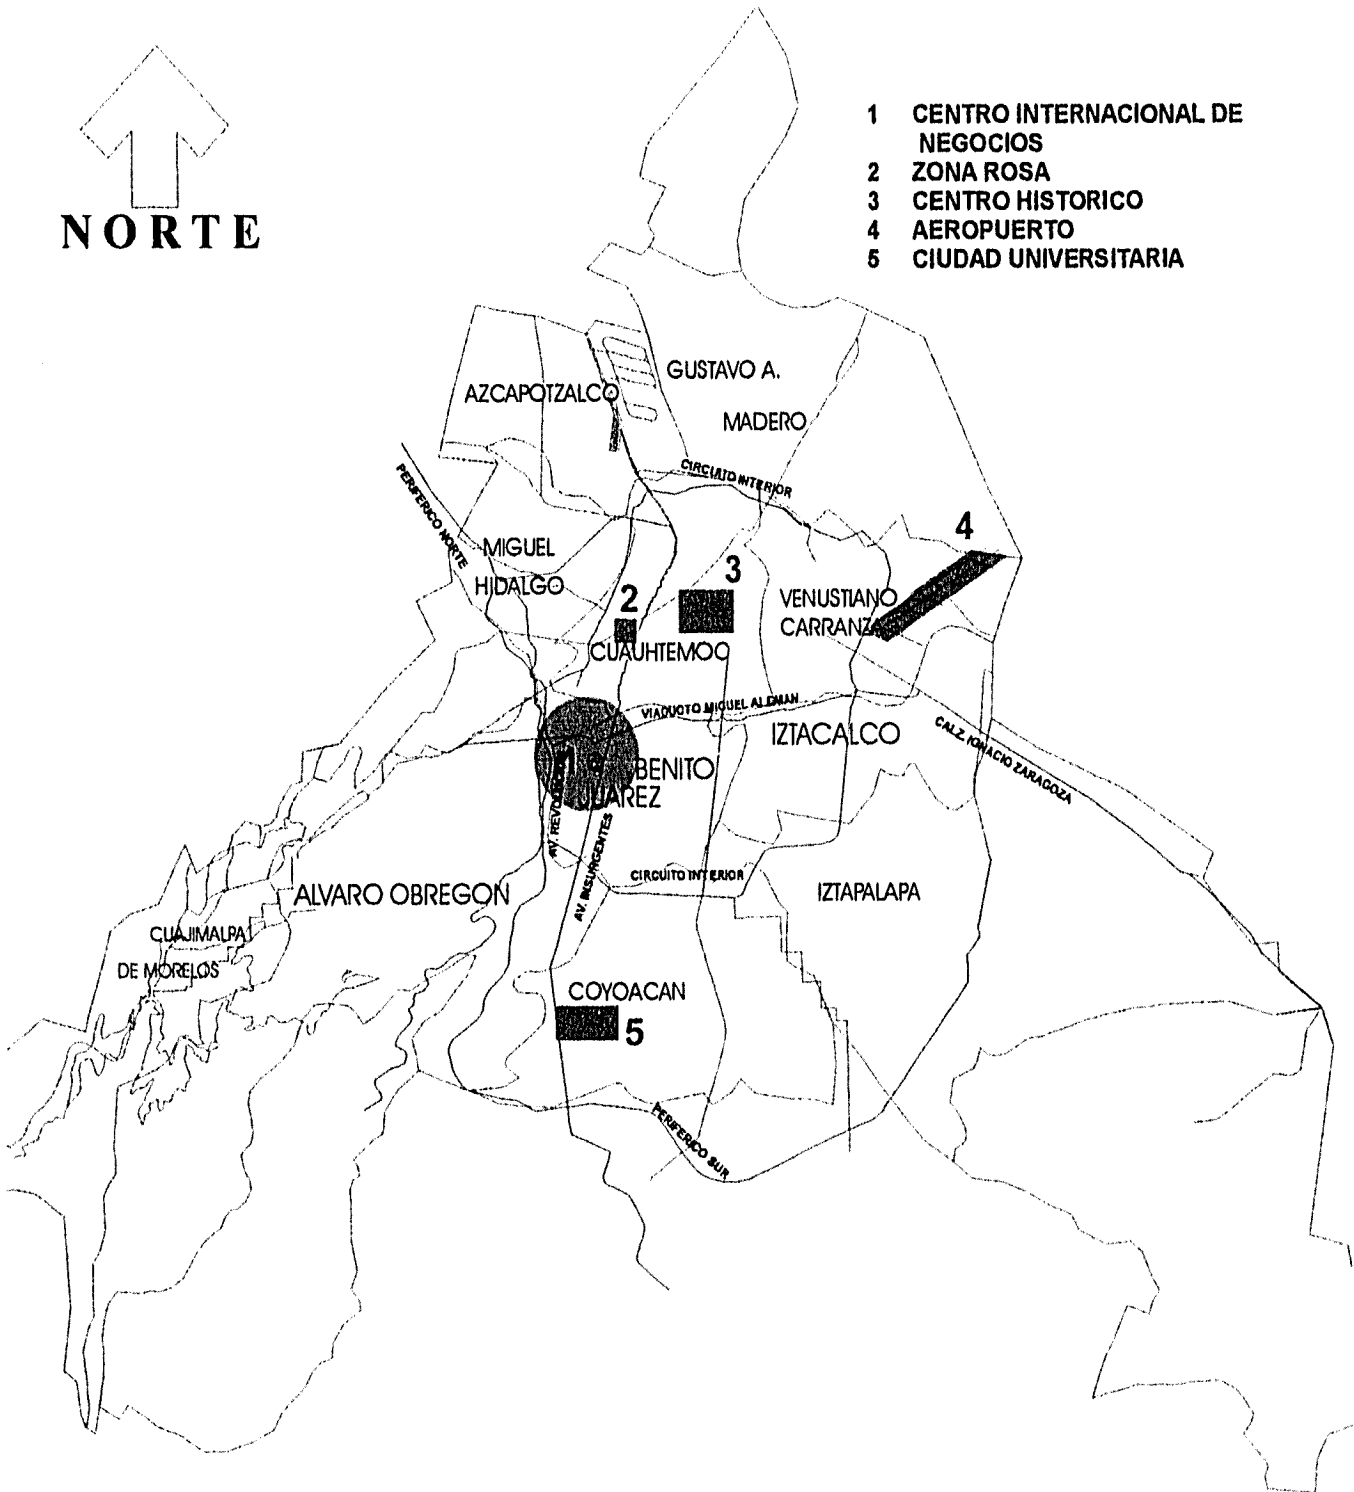 1 CENTRO INTERNACIONAL DE
NEGOCIOS
2 ZONA ROSA
3 CENTRO HISTORICO
4 AEROPUERTO
5 CIUDAD UNIVERSITARIA
NORTE
GUSTAVO A.
MADERO
AZCAPOTZALCO
CIRCUITO INTERIOR
PERIFERICO NORTE
4
MIGUEL
HIDALGO
3
2
VENUSTIANO
CARRANZA
CUAUHTEMOC
VIADUCTO MIGUEL ALEMAN
IZTACALCO
CALZ. IGNACIO ZARAGOZA
1
BENITO
JUAREZ
AV. INSURGENTES
CIRCUITO INTERIOR
ALVARO OBREGON
IZTAPALAPA
CUAJIMALPA
DE MORELOS
COYOACAN
5
PERIFERICO SUR